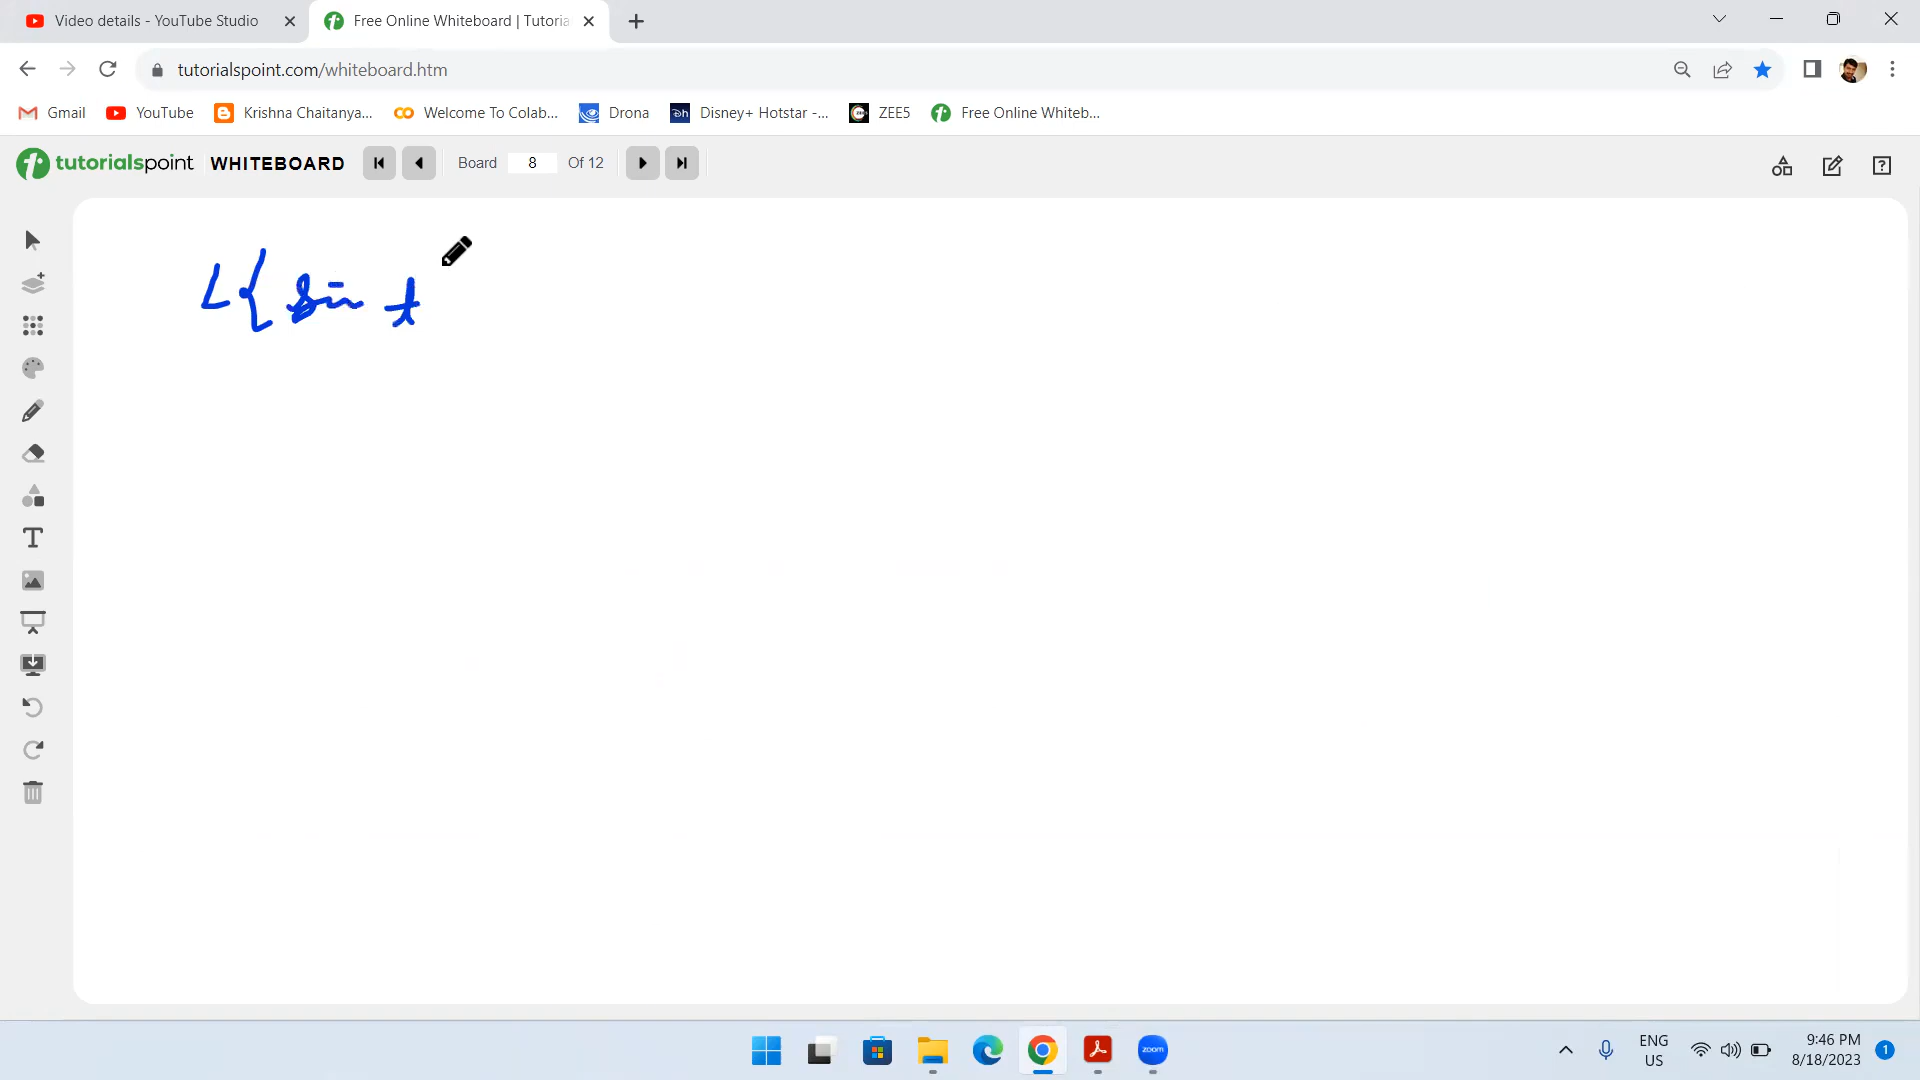 Video details - YouTube Studio
Free Online Whiteboard | Tutoria
tutorialspoint.com/whiteboard.htm
Gmail YouTube Krishna Chaitanya... Welcome To Colab... Drona Disney+ Hotstar -... ZEE5 Free Online Whiteb...
tutorialspoint WHITEBOARD Board 8 Of 12
L{ sin t
zoom
ENG
US
9:46 PM
8/18/2023
1